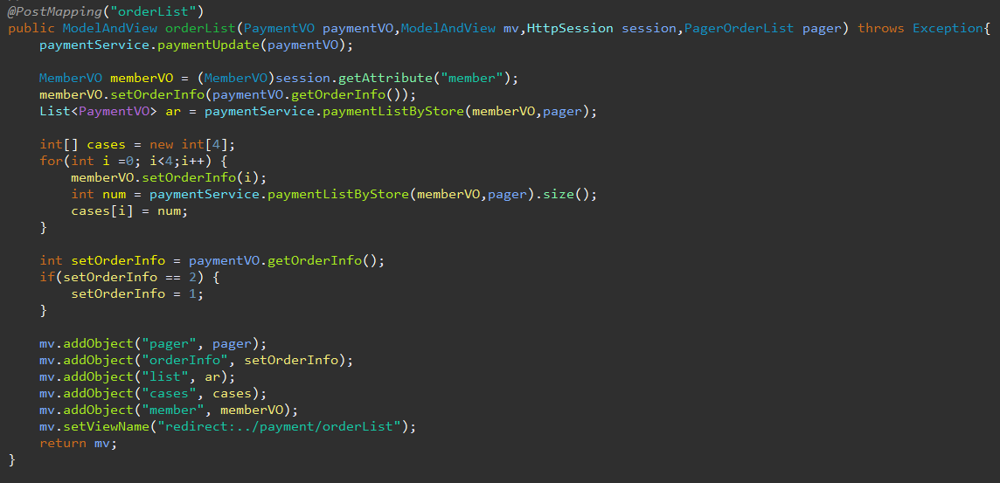 @PostMapping("orderList")
public ModelAndView orderList(PaymentVO paymentVO,ModelAndView mv,HttpSession session,PagerOrderList pager) throws Exception{
    paymentService.paymentUpdate(paymentVO);

    MemberVO memberVO = (MemberVO)session.getAttribute("member");
    memberVO.setOrderInfo(paymentVO.getOrderInfo());
    List<PaymentVO> ar = paymentService.paymentListByStore(memberVO,pager);

    int[] cases = new int[4];
    for(int i =0; i<4;i++) {
        memberVO.setOrderInfo(i);
        int num = paymentService.paymentListByStore(memberVO,pager).size();
        cases[i] = num;
    }

    int setOrderInfo = paymentVO.getOrderInfo();
    if(setOrderInfo == 2) {
        setOrderInfo = 1;
    }

    mv.addObject("pager", pager);
    mv.addObject("orderInfo", setOrderInfo);
    mv.addObject("list", ar);
    mv.addObject("cases", cases);
    mv.addObject("member", memberVO);
    mv.setViewName("redirect:../payment/orderList");
    return mv;
}